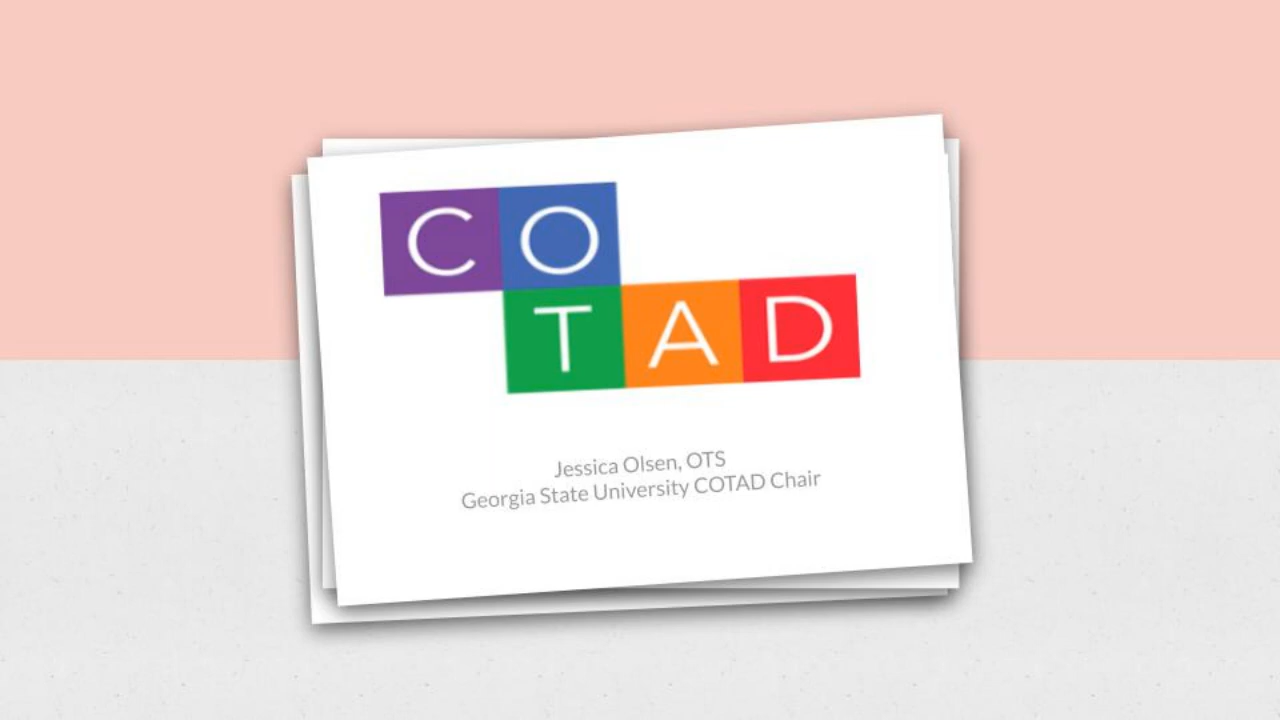 CO
TAD
Jessica Olsen, OTS
Georgia State University COTAD Chair